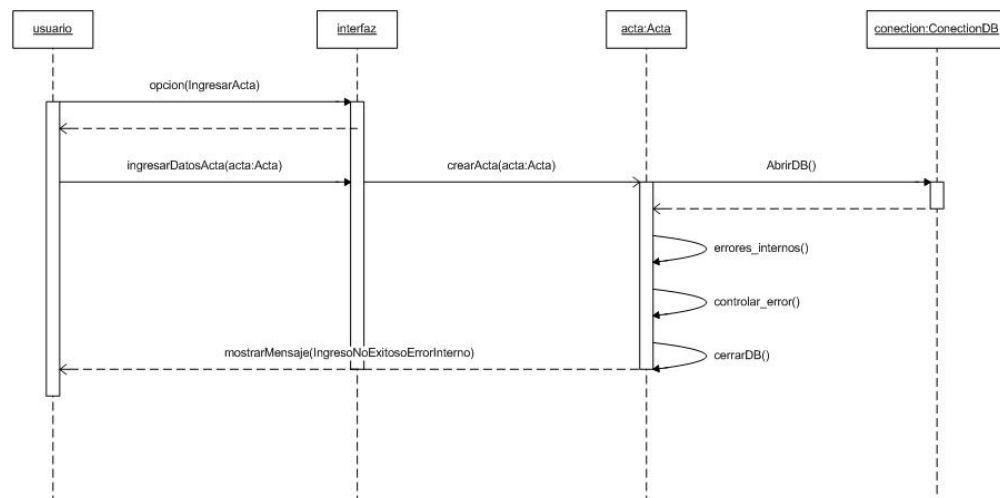 usuario
interfaz
acta:Acta
conection:ConectionDB
opcion(IngresarActa)
ingresarDatosActa(acta:Acta)
crearActa(acta:Acta)
AbrirDB()
errores_internos()
controlar_error()
mostrarMensaje(IngresoNoExitosoErrorInterno)
cerrarDB()